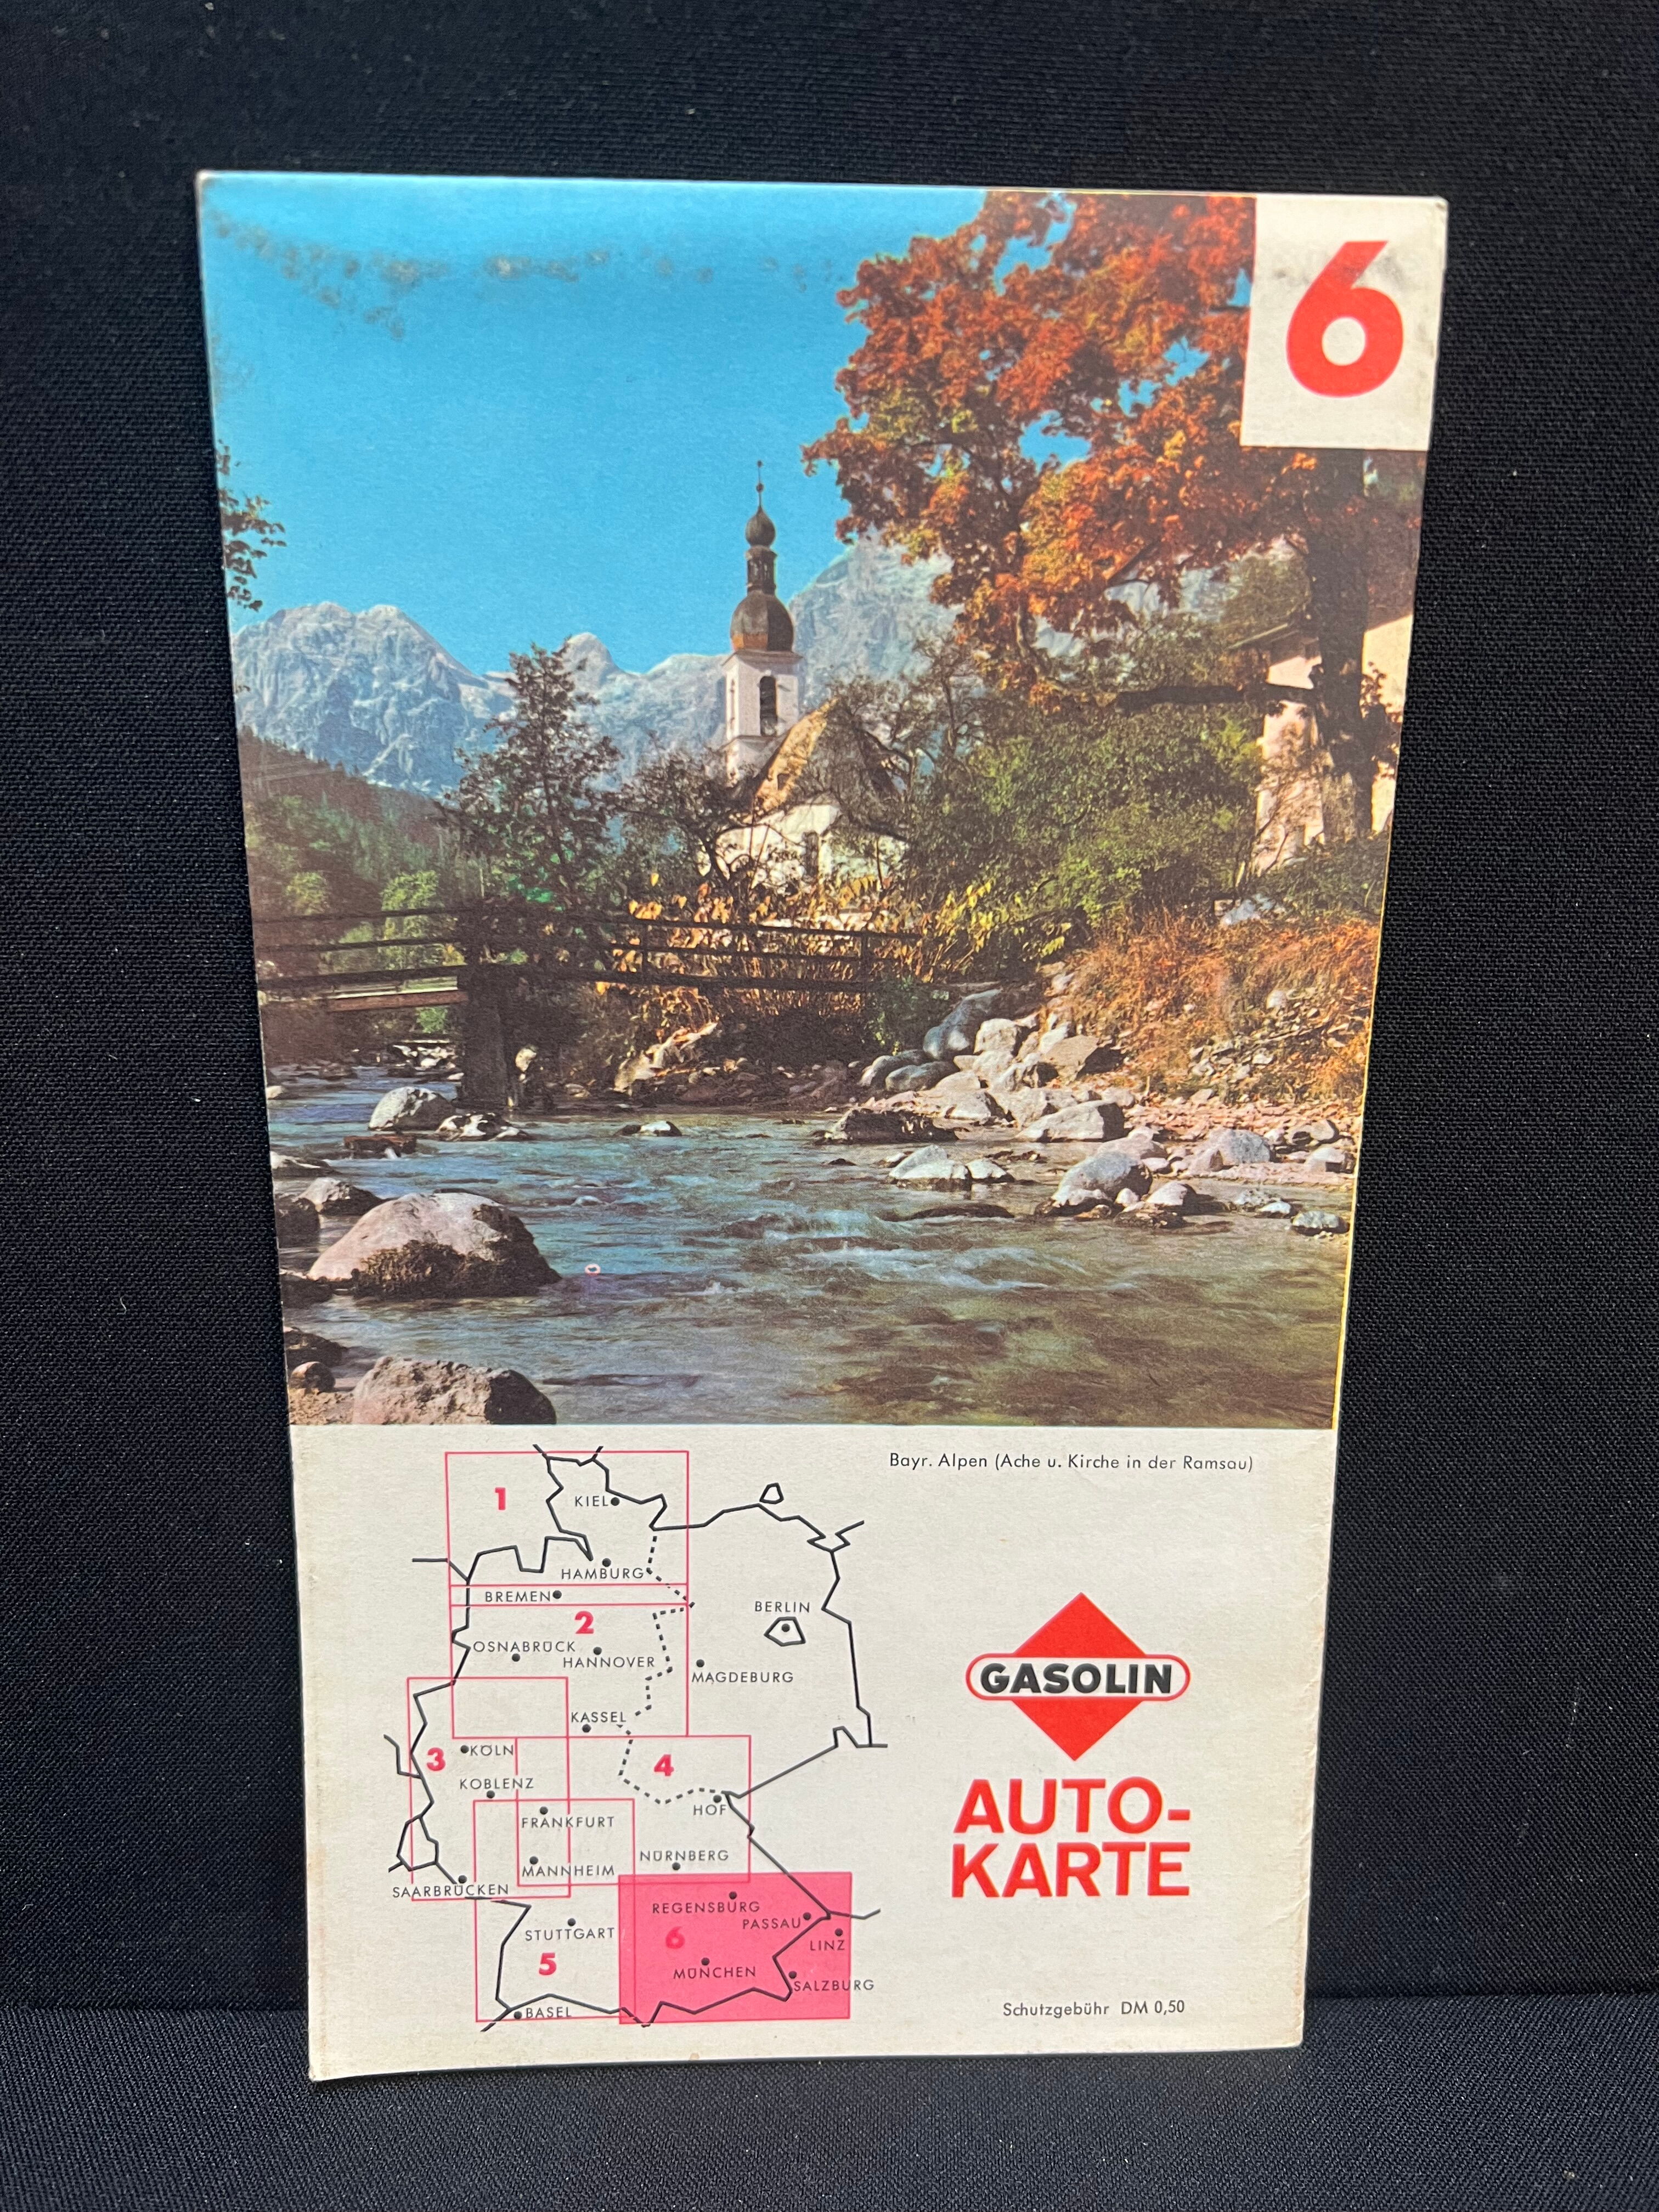 6
Bayr. Alpen (Ache u. Kirche in der Ramsau)
1
KIEL
HAMBURG
BREMEN
2
BERLIN
OSNABRÜCK
HANNOVER
MAGDEBURG
KASSEL
3
KÖLN
4
KOBLENZ
HOF
FRANKFURT
NÜRNBERG
MANNHEIM
SAARBRÜCKEN
REGENSBURG
PASSAU
STUTTGART
6
LINZ
5
MÜNCHEN
SALZBURG
BASEL
GASOLIN
AUTO-
KARTE
Schutzgebühr DM 0,50